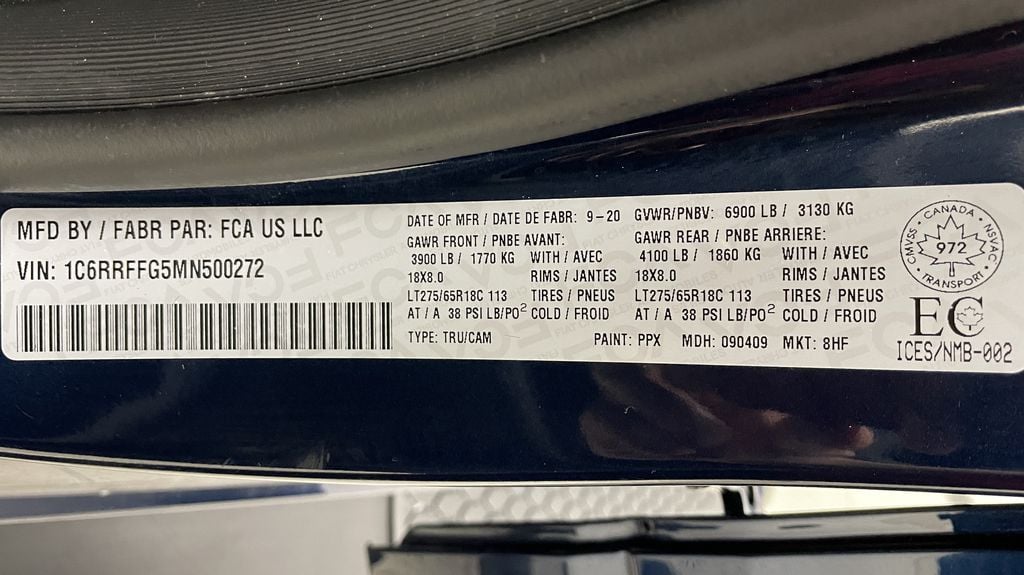 MFD BY / FABR PAR: FCA US LLC
VIN: 1C6RRFFG5MN500272
DATE OF MFR / DATE DE FABR: 9-20
GVWR/PNBV: 6900 LB / 3130 KG
GAWR FRONT / PNBE AVANT:
3900 LB / 1770 KG WITH / AVEC
18X8.0 RIMS / JANTES
LT275/65R18C 113 TIRES / PNEUS
AT / A 38 PSI LB/PO² COLD / FROID
GAWR REAR / PNBE ARRIERE:
4100 LB / 1860 KG WITH / AVEC
18X8.0 RIMS / JANTES
LT275/65R18C 113 TIRES / PNEUS
AT / A 38 PSI LB/PO² COLD / FROID
TYPE: TRU/CAM PAINT: PPX MDH: 090409 MKT: 8HF
CANADA
CMVSS NSVAC
972
TRANSPORT
EC
ICES/NMB-002